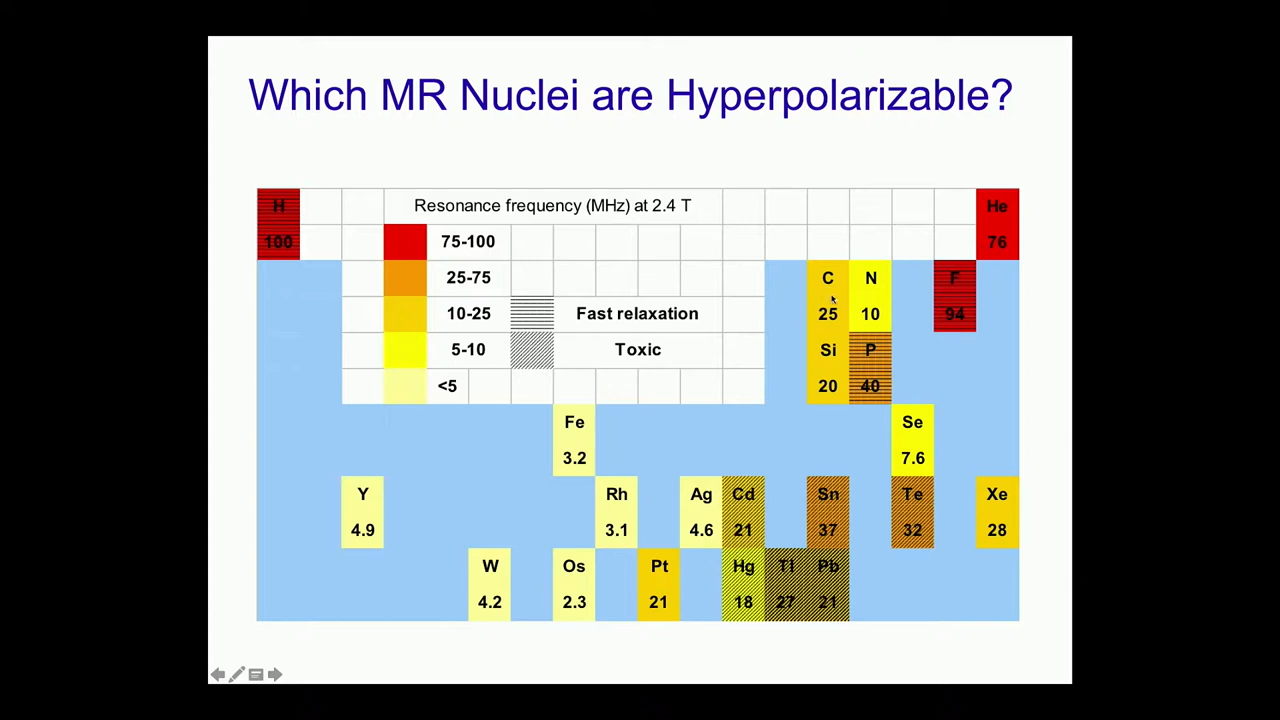 Which MR Nuclei are Hyperpolarizable?
H Resonance frequency (MHz) at 2.4 T He
100 75-100 76
25-75 C N F
10-25 Fast relaxation 25 10 94
5-10 Toxic Si P
<5 20 40
Fe Se
3.2 7.6
Y Rh Ag Cd Sn Te Xe
4.9 3.1 4.6 21 37 32 28
W Os Pt Hg Tl Pb
4.2 2.3 21 18 27 21